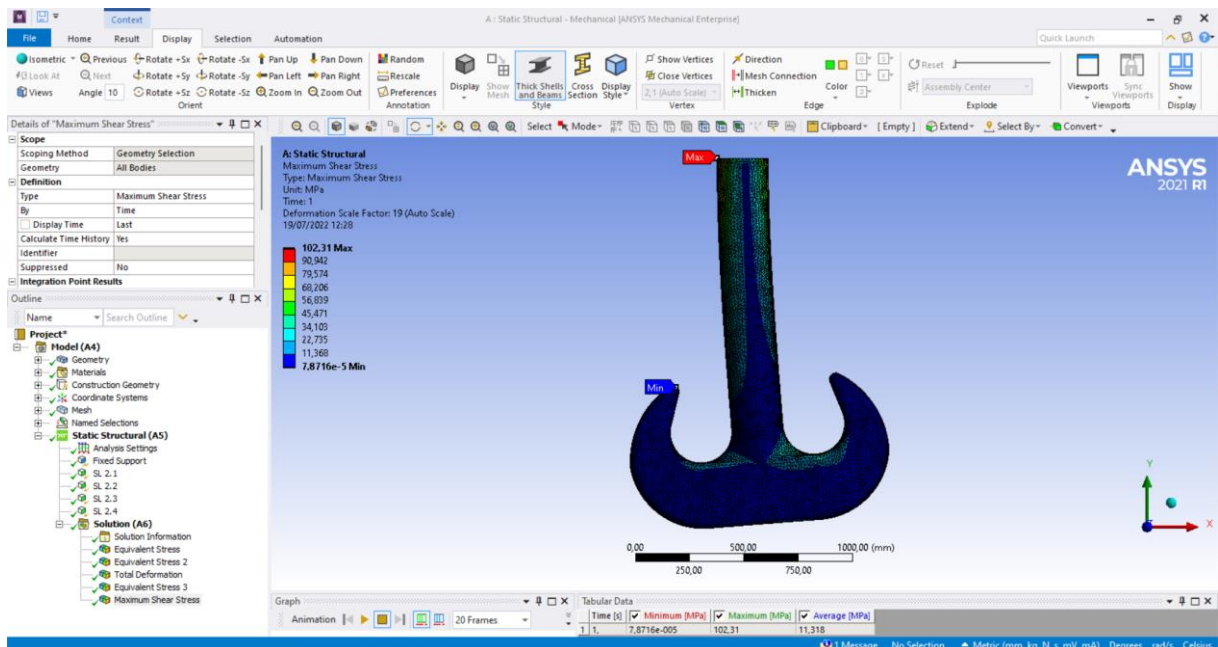 Context
A : Static Structural - Mechanical [ANSYS Mechanical Enterprise]
File Home Result Display Selection Automation
Quick Launch
Isometric Previous Rotate +Sx Rotate -Sx Pan Up Pan Down Random
Look At Next Rotate +Sy Rotate -Sy Pan Left Pan Right Rescale
Views Angle 10 Rotate +Sz Rotate -Sz Zoom In Zoom Out Preferences
Orient
Annotation
Display
Show Mesh
Thick Shells and Beams
Cross Section
Display Style
Style
Show Vertices
Close Vertices
2,1 (Auto Scale)
Vertex
Direction
Mesh Connection
Thicken
Color
Edge
Reset
Assembly Center
Explode
Viewports
Sync Viewports
Viewports
Show
Display
Details of "Maximum Shear Stress"
Select Mode Clipboard [ Empty ] Extend Select By Convert
Scope
Scoping Method Geometry Selection
Geometry All Bodies
Definition
Type Maximum Shear Stress
By Time
Display Time Last
Calculate Time History Yes
Identifier
Suppressed No
Integration Point Results
Outline
Name Search Outline
Project*
Model (A4)
Geometry
Materials
Construction Geometry
Coordinate Systems
Mesh
Named Selections
Static Structural (A5)
Analysis Settings
Fixed Support
SL 2.1
SL 2.2
SL 2.3
SL 2.4
Solution (A6)
Solution Information
Equivalent Stress
Equivalent Stress 2
Total Deformation
Equivalent Stress 3
Maximum Shear Stress
A: Static Structural
Maximum Shear Stress
Type: Maximum Shear Stress
Unit: MPa
Time: 1
Deformation Scale Factor: 19 (Auto Scale)
19/07/2022 12:28
102,31 Max
90,942
79,574
68,206
56,839
45,471
34,103
22,735
11,368
7,8716e-5 Min
Max
Min
ANSYS
2021 R1
Y
X
0,00 500,00 1000,00 (mm)
250,00 750,00
Graph
Animation 20 Frames
Tabular Data
Time [s] Minimum [MPa] Maximum [MPa] Average [MPa]
1 1, 7,8716e-005 102,31 11,318
1 Message No Selection Metric (mm, kg, N, s, mV, mA) Degrees rad/s Celsius